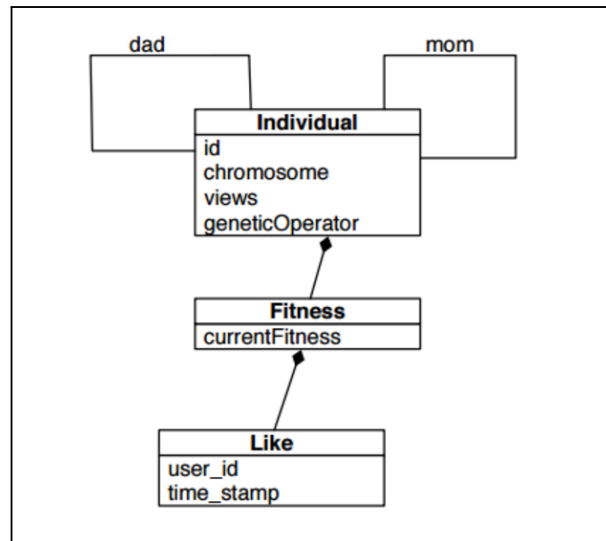 dad
mom
Individual
id
chromosome
views
geneticOperator
Fitness
currentFitness
Like
user_id
time_stamp